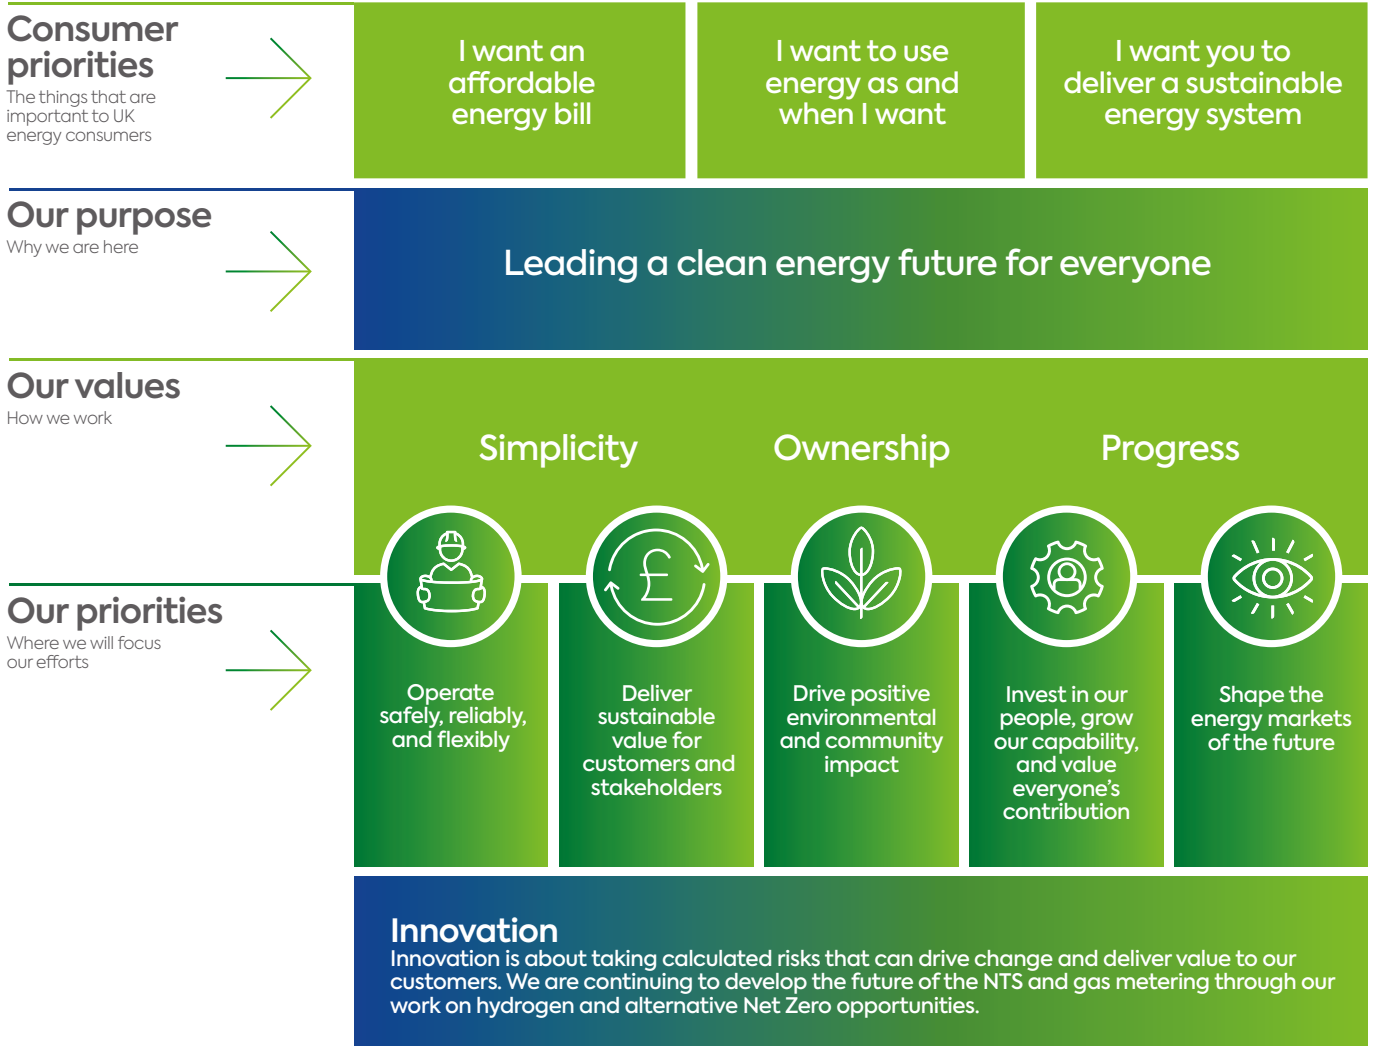 Consumer
priorities
The things that are
important to UK
energy consumers
I want an
affordable
energy bill
I want to use
energy as and
when I want
I want you to
deliver a sustainable
energy system
Our purpose
Why we are here
Leading a clean energy future for everyone
Our values
How we work
Simplicity
Ownership
Progress
£
Our priorities
Where we will focus
our efforts
Operate
safely, reliably,
and flexibly
Deliver
sustainable
value for
customers and
stakeholders
Drive positive
environmental
and community
impact
Invest in our
people, grow
our capability,
and value
everyone’s
contribution
Shape the
energy markets
of the future
Innovation
Innovation is about taking calculated risks that can drive change and deliver value to our
customers. We are continuing to develop the future of the NTS and gas metering through our
work on hydrogen and alternative Net Zero opportunities.